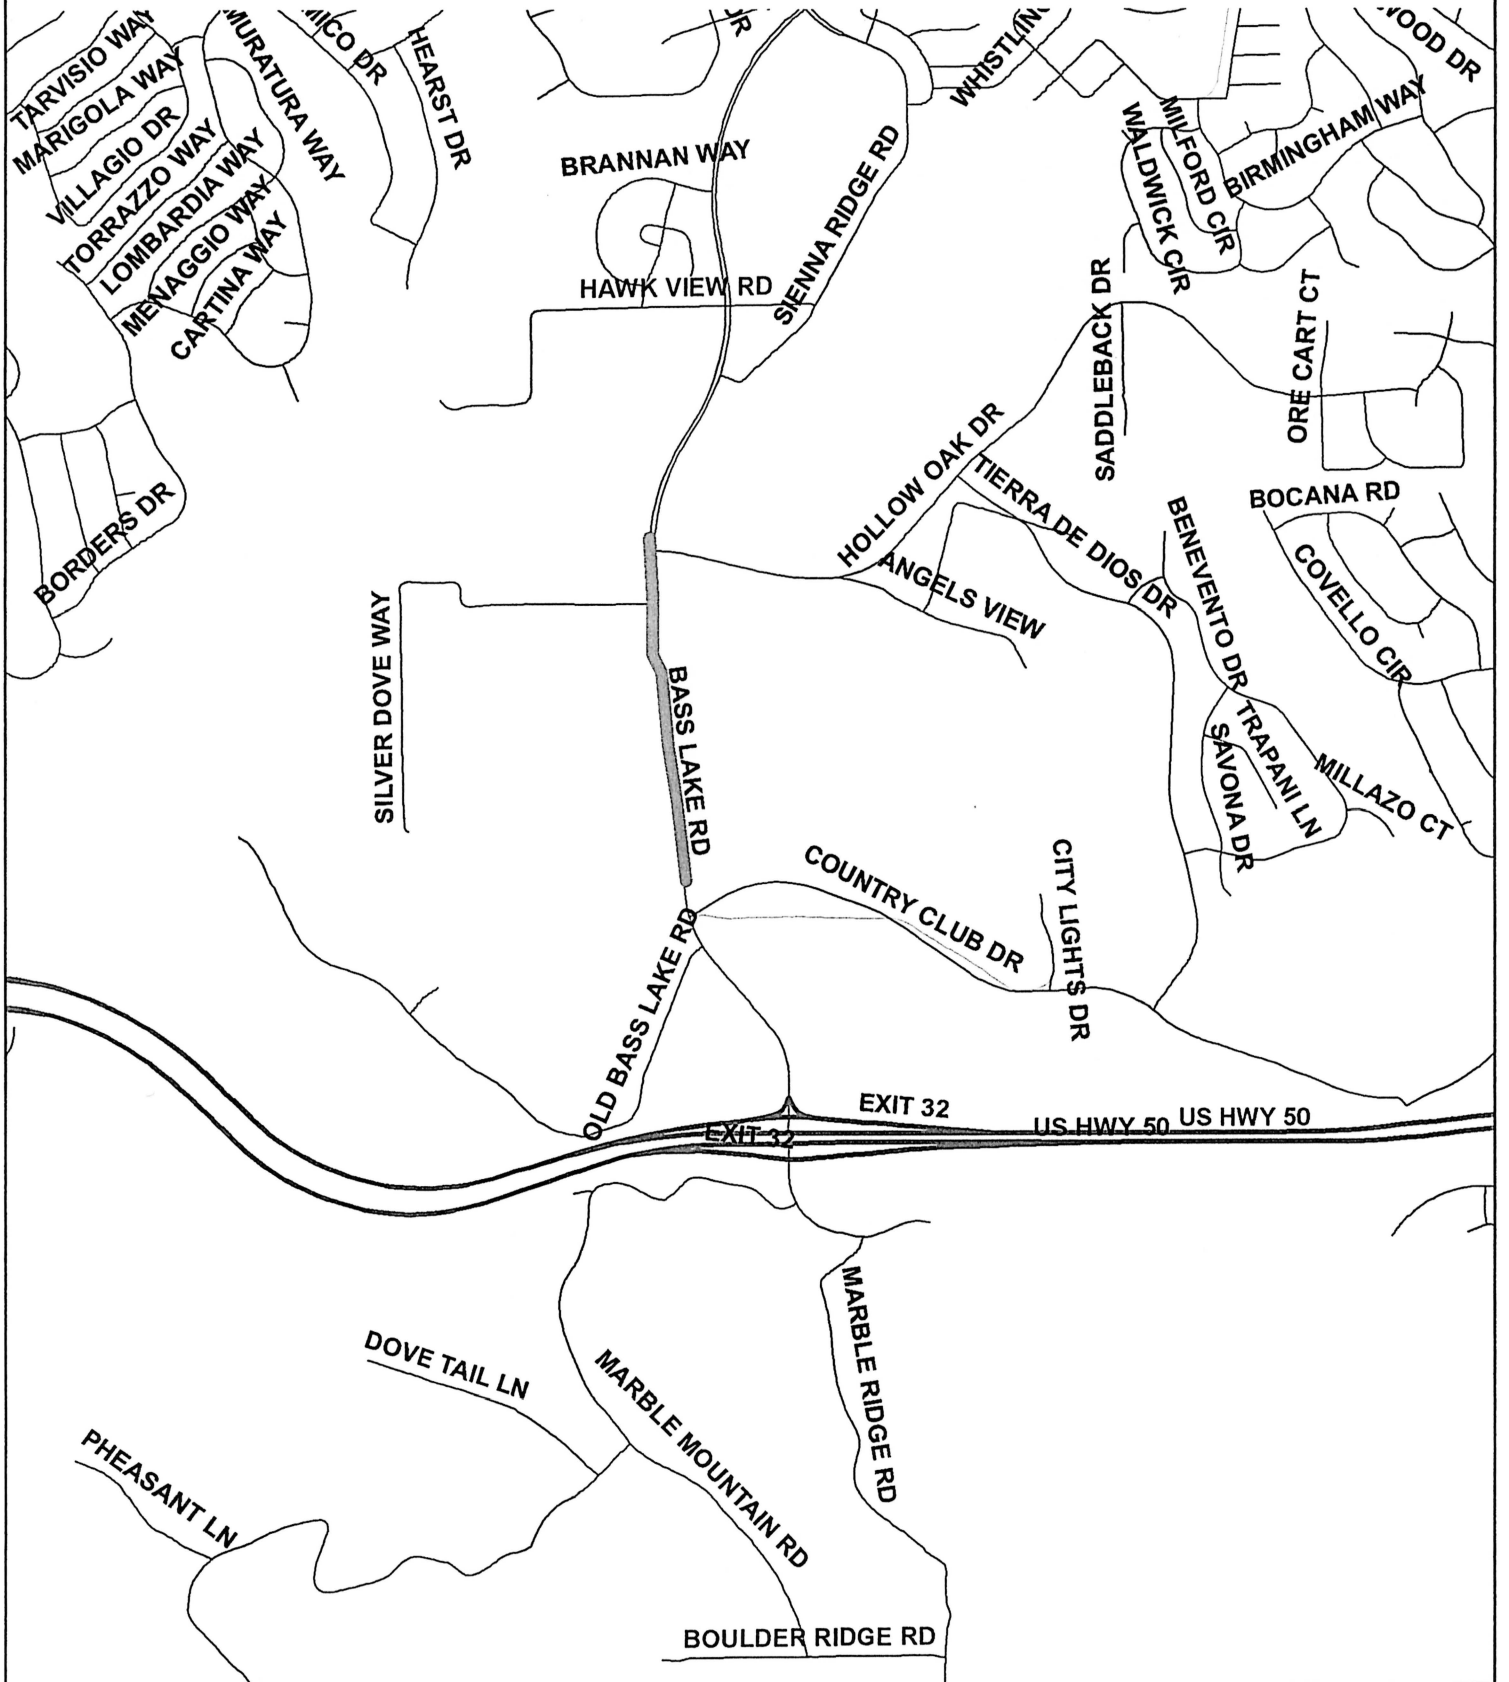 TARVISIO WAY
MARIGOLA WAY
VILLAGIO DR
TORRAZZO WAY
LOMBARDIA WAY
MENAGGIO WAY
CARTINA WAY
MURATURA WAY
MICO DR
HEARST DR
UR
WHISTLING
WOOD DR
BRANNAN WAY
SIENNA RIDGE RD
HAWK VIEW RD
WALDWICK CIR
MILFORD CIR
BIRMINGHAM WAY
SADDLEBACK DR
ORE CART CT
BORDERS DR
HOLLOW OAK DR
TIERRA DE DIOS DR
ANGELS VIEW
BOCANA RD
BENEVENTO DR
COVELLO CIR
SILVER DOVE WAY
BASS LAKE RD
TRAPANI LN
SAVONA DR
MILLAZO CT
COUNTRY CLUB DR
CITY LIGHTS DR
OLD BASS LAKE RD
EXIT 32
EXIT 32
US HWY 50
US HWY 50
MARBLE RIDGE RD
DOVE TAIL LN
MARBLE MOUNTAIN RD
PHEASANT LN
BOULDER RIDGE RD